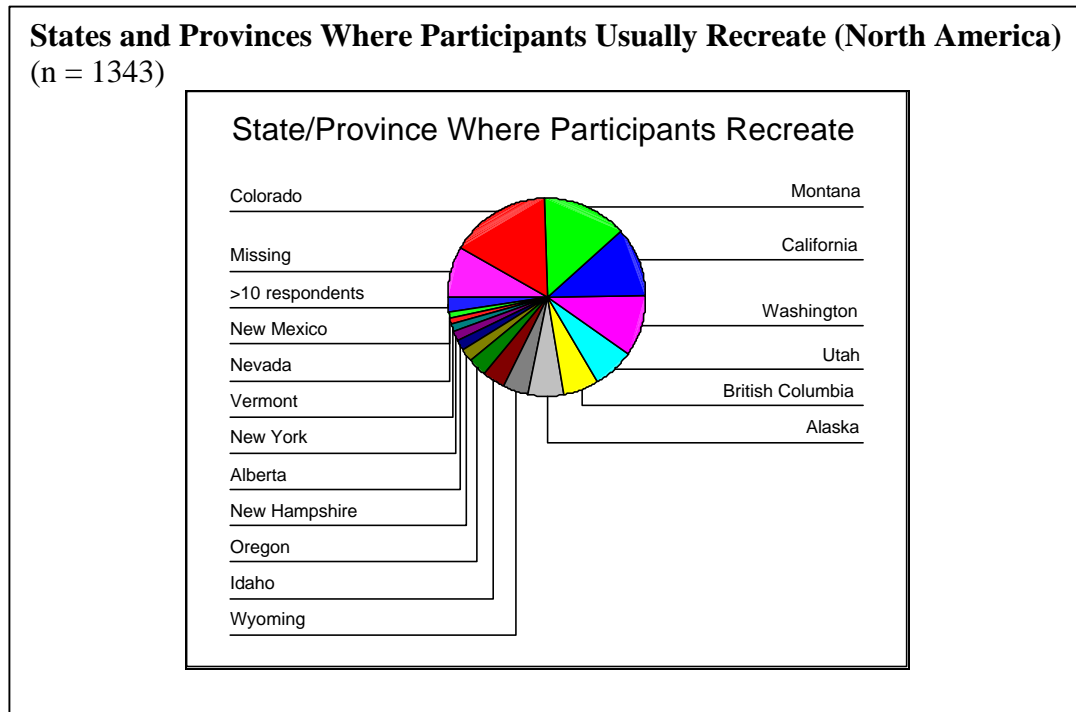 States and Provinces Where Participants Usually Recreate (North America)
(n = 1343)
State/Province Where Participants Recreate
Colorado
Missing
>10 respondents
New Mexico
Nevada
Vermont
New York
Alberta
New Hampshire
Oregon
Idaho
Wyoming
Montana
California
Washington
Utah
British Columbia
Alaska